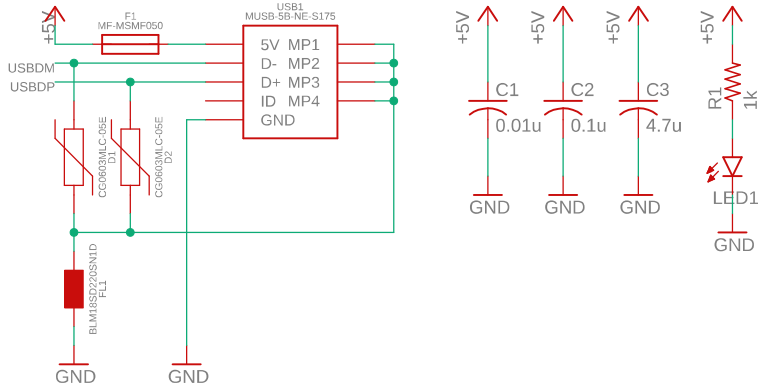 +5V
F1
MF-MSMF050
USB1
MUSB-5B-NE-S175
5V MP1
D- MP2
D+ MP3
ID MP4
GND
USBDM
USBDP
CG0603MLC-05E
D1
CG0603MLC-05E
D2
BLM18SD220SN1D
FL1
GND
GND
+5V
C1
0.01u
GND
+5V
C2
0.1u
GND
+5V
C3
4.7u
GND
+5V
R1
1k
LED1
GND